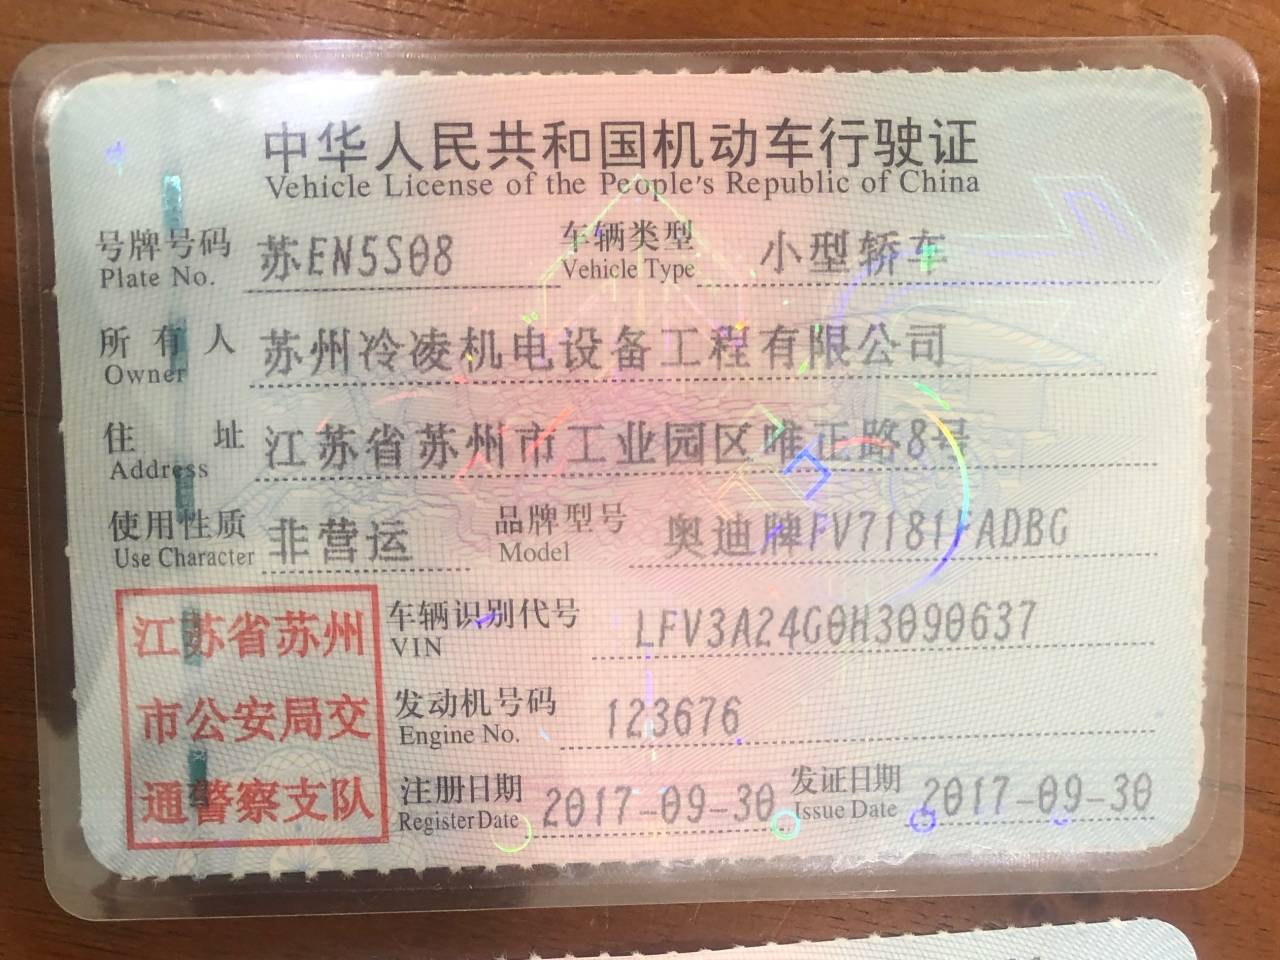 中华人民共和国机动车行驶证
Vehicle License of the People's Republic of China
号牌号码 苏EN5S08 车辆类型 小型轿车
Plate No. Vehicle Type
所有人 苏州冷凌机电设备工程有限公司
Owner
住址 江苏省苏州市工业园区唯正路8号
Address
使用性质 非营运 品牌型号 奥迪牌FV7181FADBG
Use Character Model
江苏省苏州
市公安局交
通警察支队
车辆识别代号 LFV3A24G0H3090637
VIN
发动机号码 123676
Engine No.
注册日期 2017-09-30 发证日期 2017-09-30
Register Date Issue Date